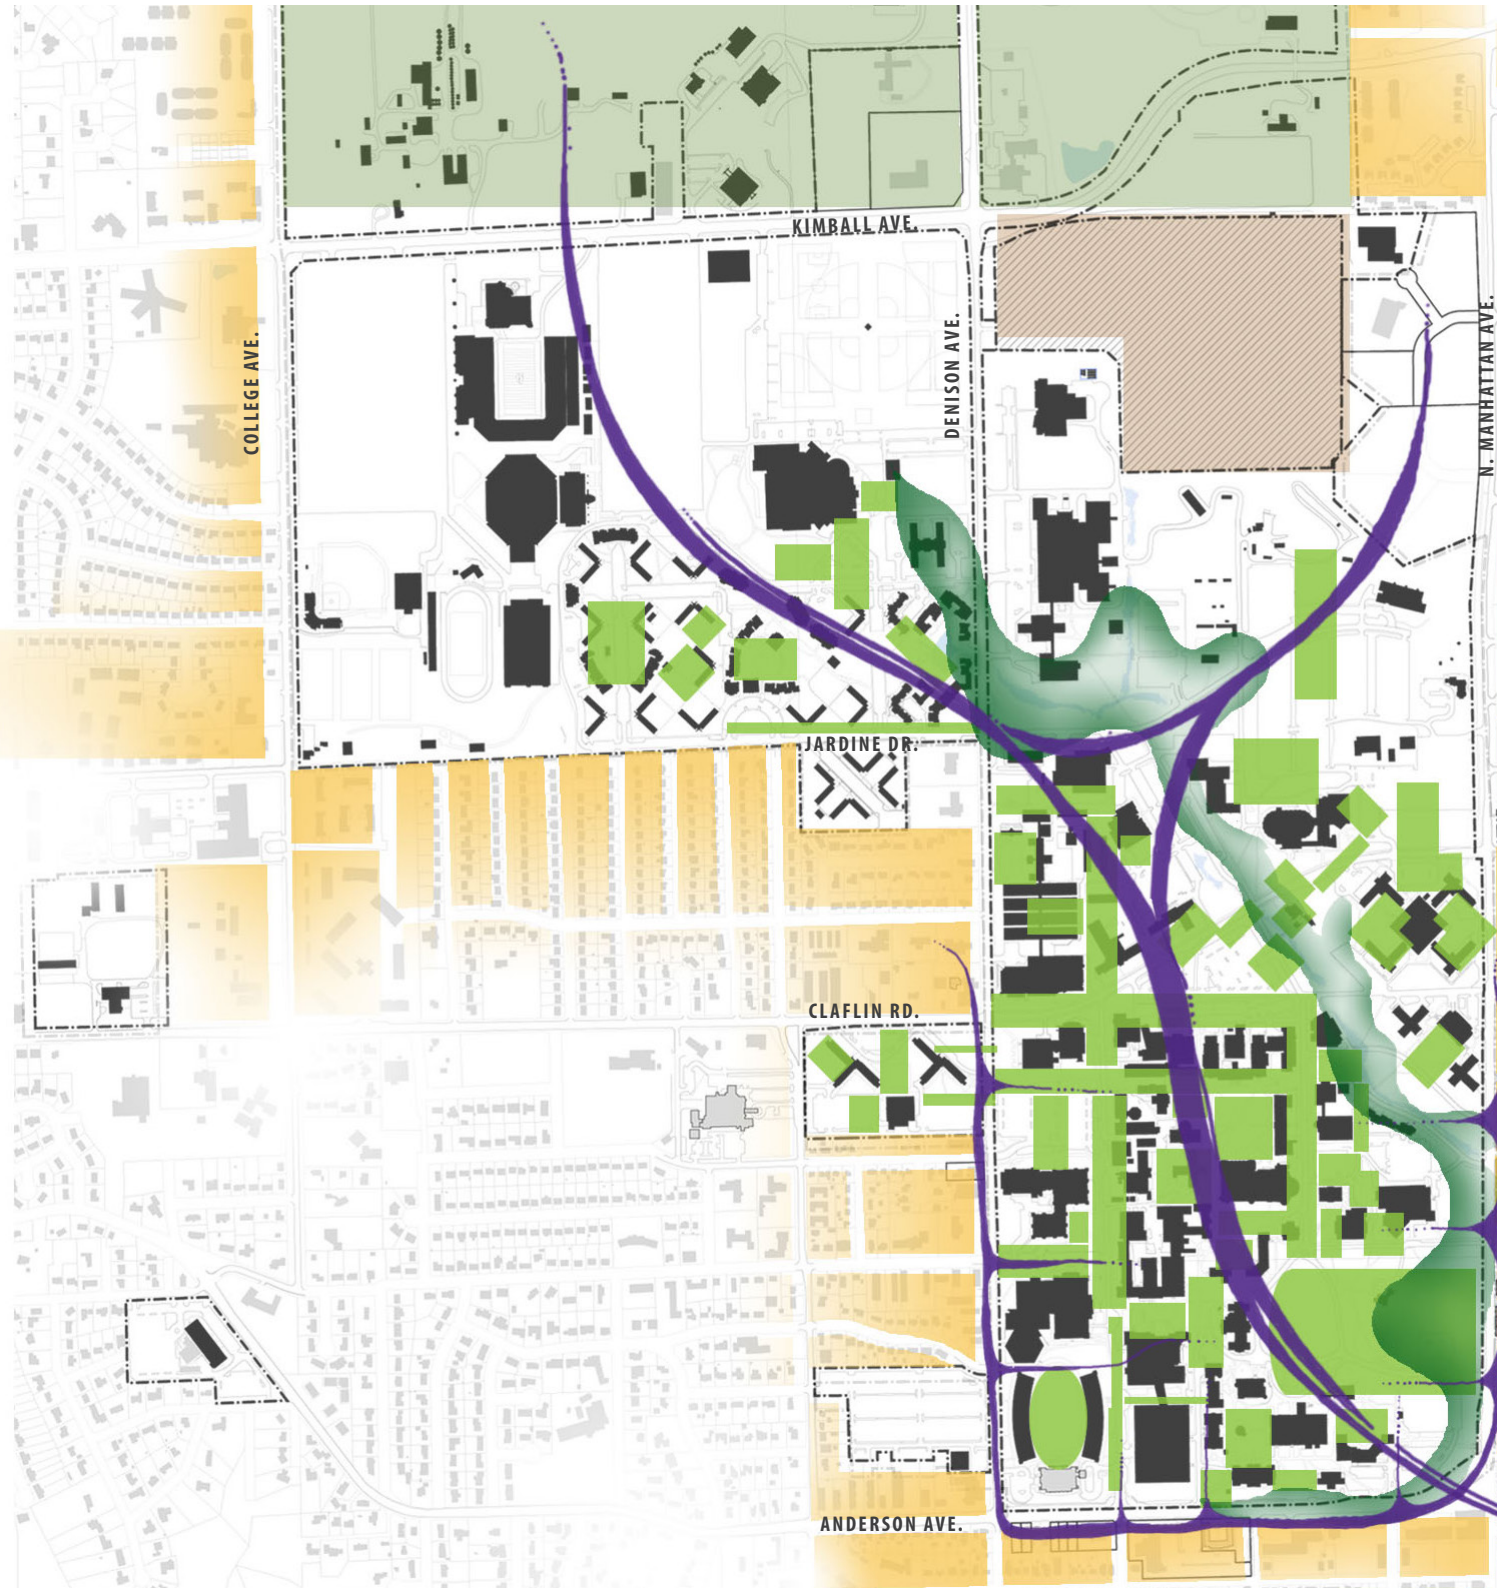 KIMBALL AVE.
COLLEGE AVE.
DENISON AVE.
N. MANHATTAN AVE.
JARDINE DR.
CLAFLIN RD.
ANDERSON AVE.